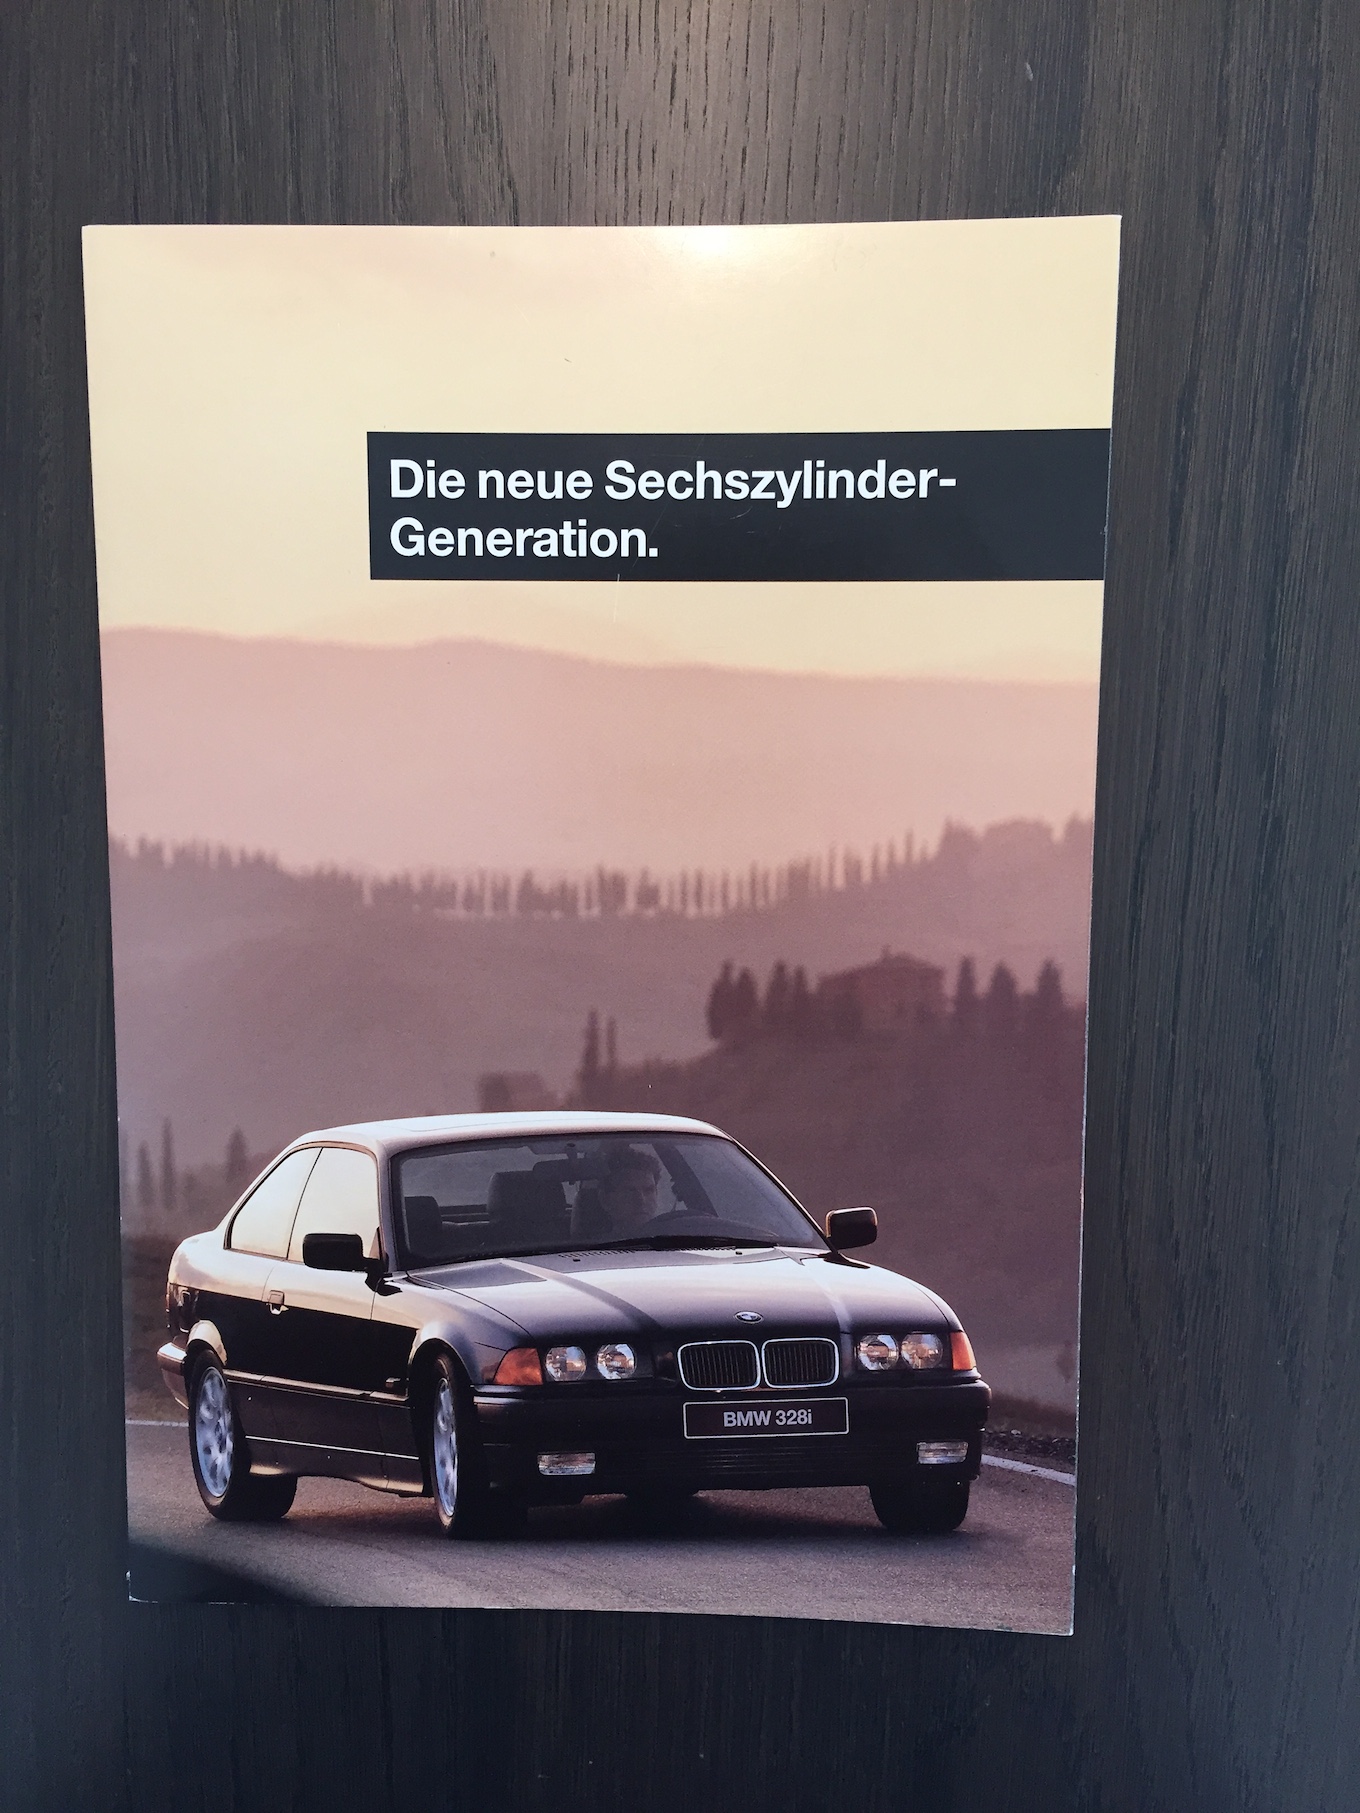 Die neue Sechszylinder-
Generation.
BMW 328i